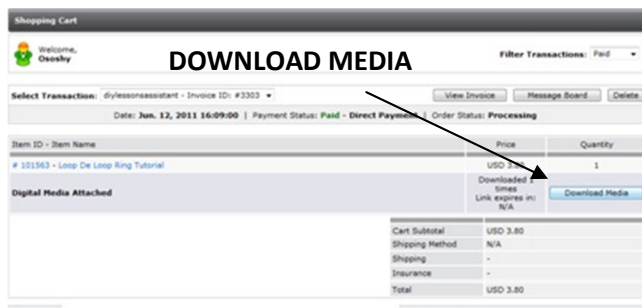 Shopping Cart
Welcome,
Ososhy
DOWNLOAD MEDIA
Filter Transactions: Paid
Select Transaction: diylessonsassistant - Invoice ID: #3303
View Invoice Message Board Delete
Date: Jun. 12, 2011 16:09:00 | Payment Status: Paid - Direct Payment | Order Status: Processing
Item ID - Item Name Price Quantity
# 101563 - Loop De Loop Ring Tutorial USD 3.80 1
Digital Media Attached
Downloaded 1
times
Link expires in:
N/A
Download Media
Cart Subtotal USD 3.80
Shipping Method N/A
Shipping -
Insurance -
Total USD 3.80